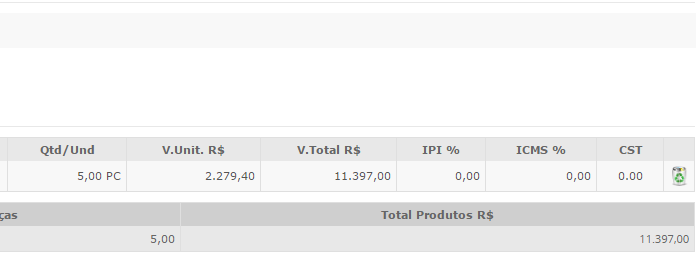 Qtd/Und V.Unit. R$ V.Total R$ IPI % ICMS % CST
5,00 PC 2.279,40 11.397,00 0,00 0,00 0.00
ças Total Produtos R$
5,00 11.397,00